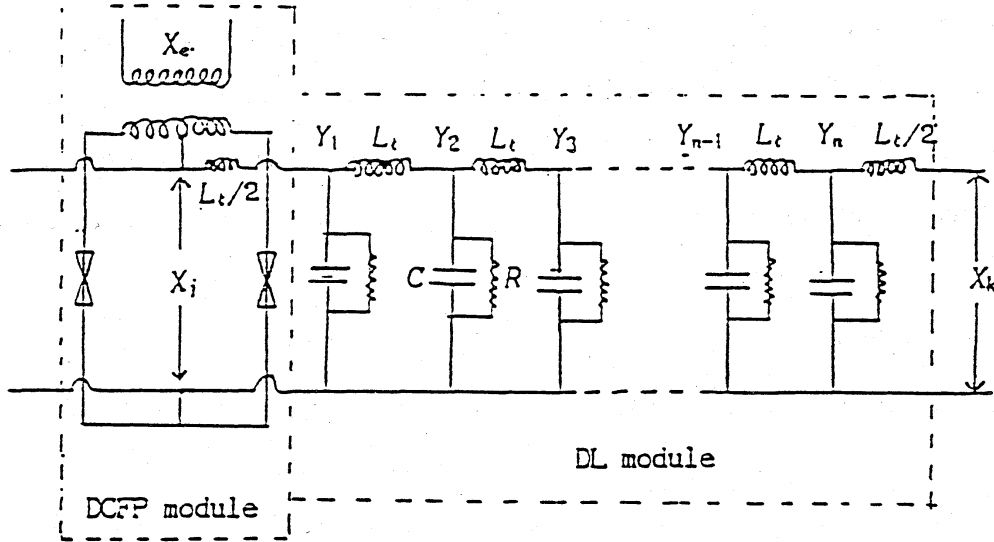 Xe
Y1 Lt Y2 Lt Y3 Yn-1 Lt Yn Lt/2
Lt/2
Xj C R Xk
DL module
DCFP module